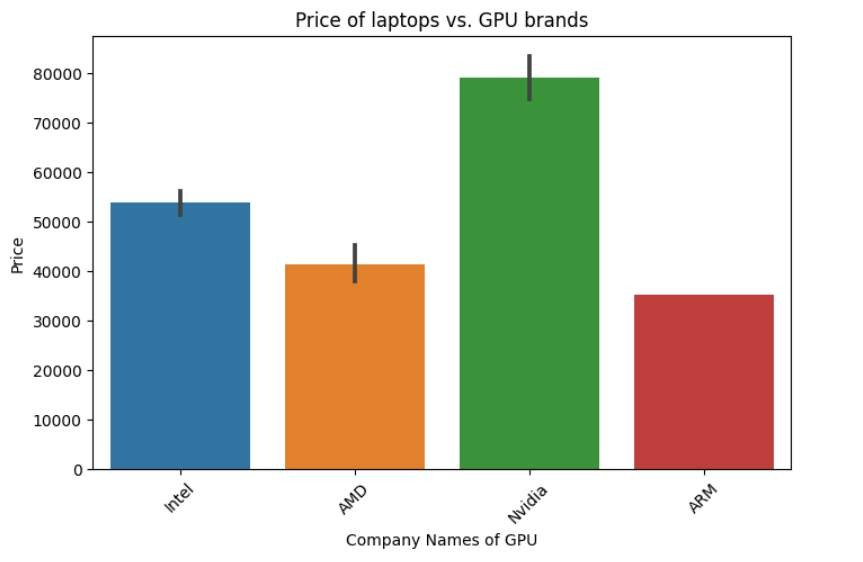 Price of laptops vs. GPU brands
80000
70000
60000
50000
40000
30000
20000
10000
0
Price
Intel
AMD
Nvidia
ARM
Company Names of GPU